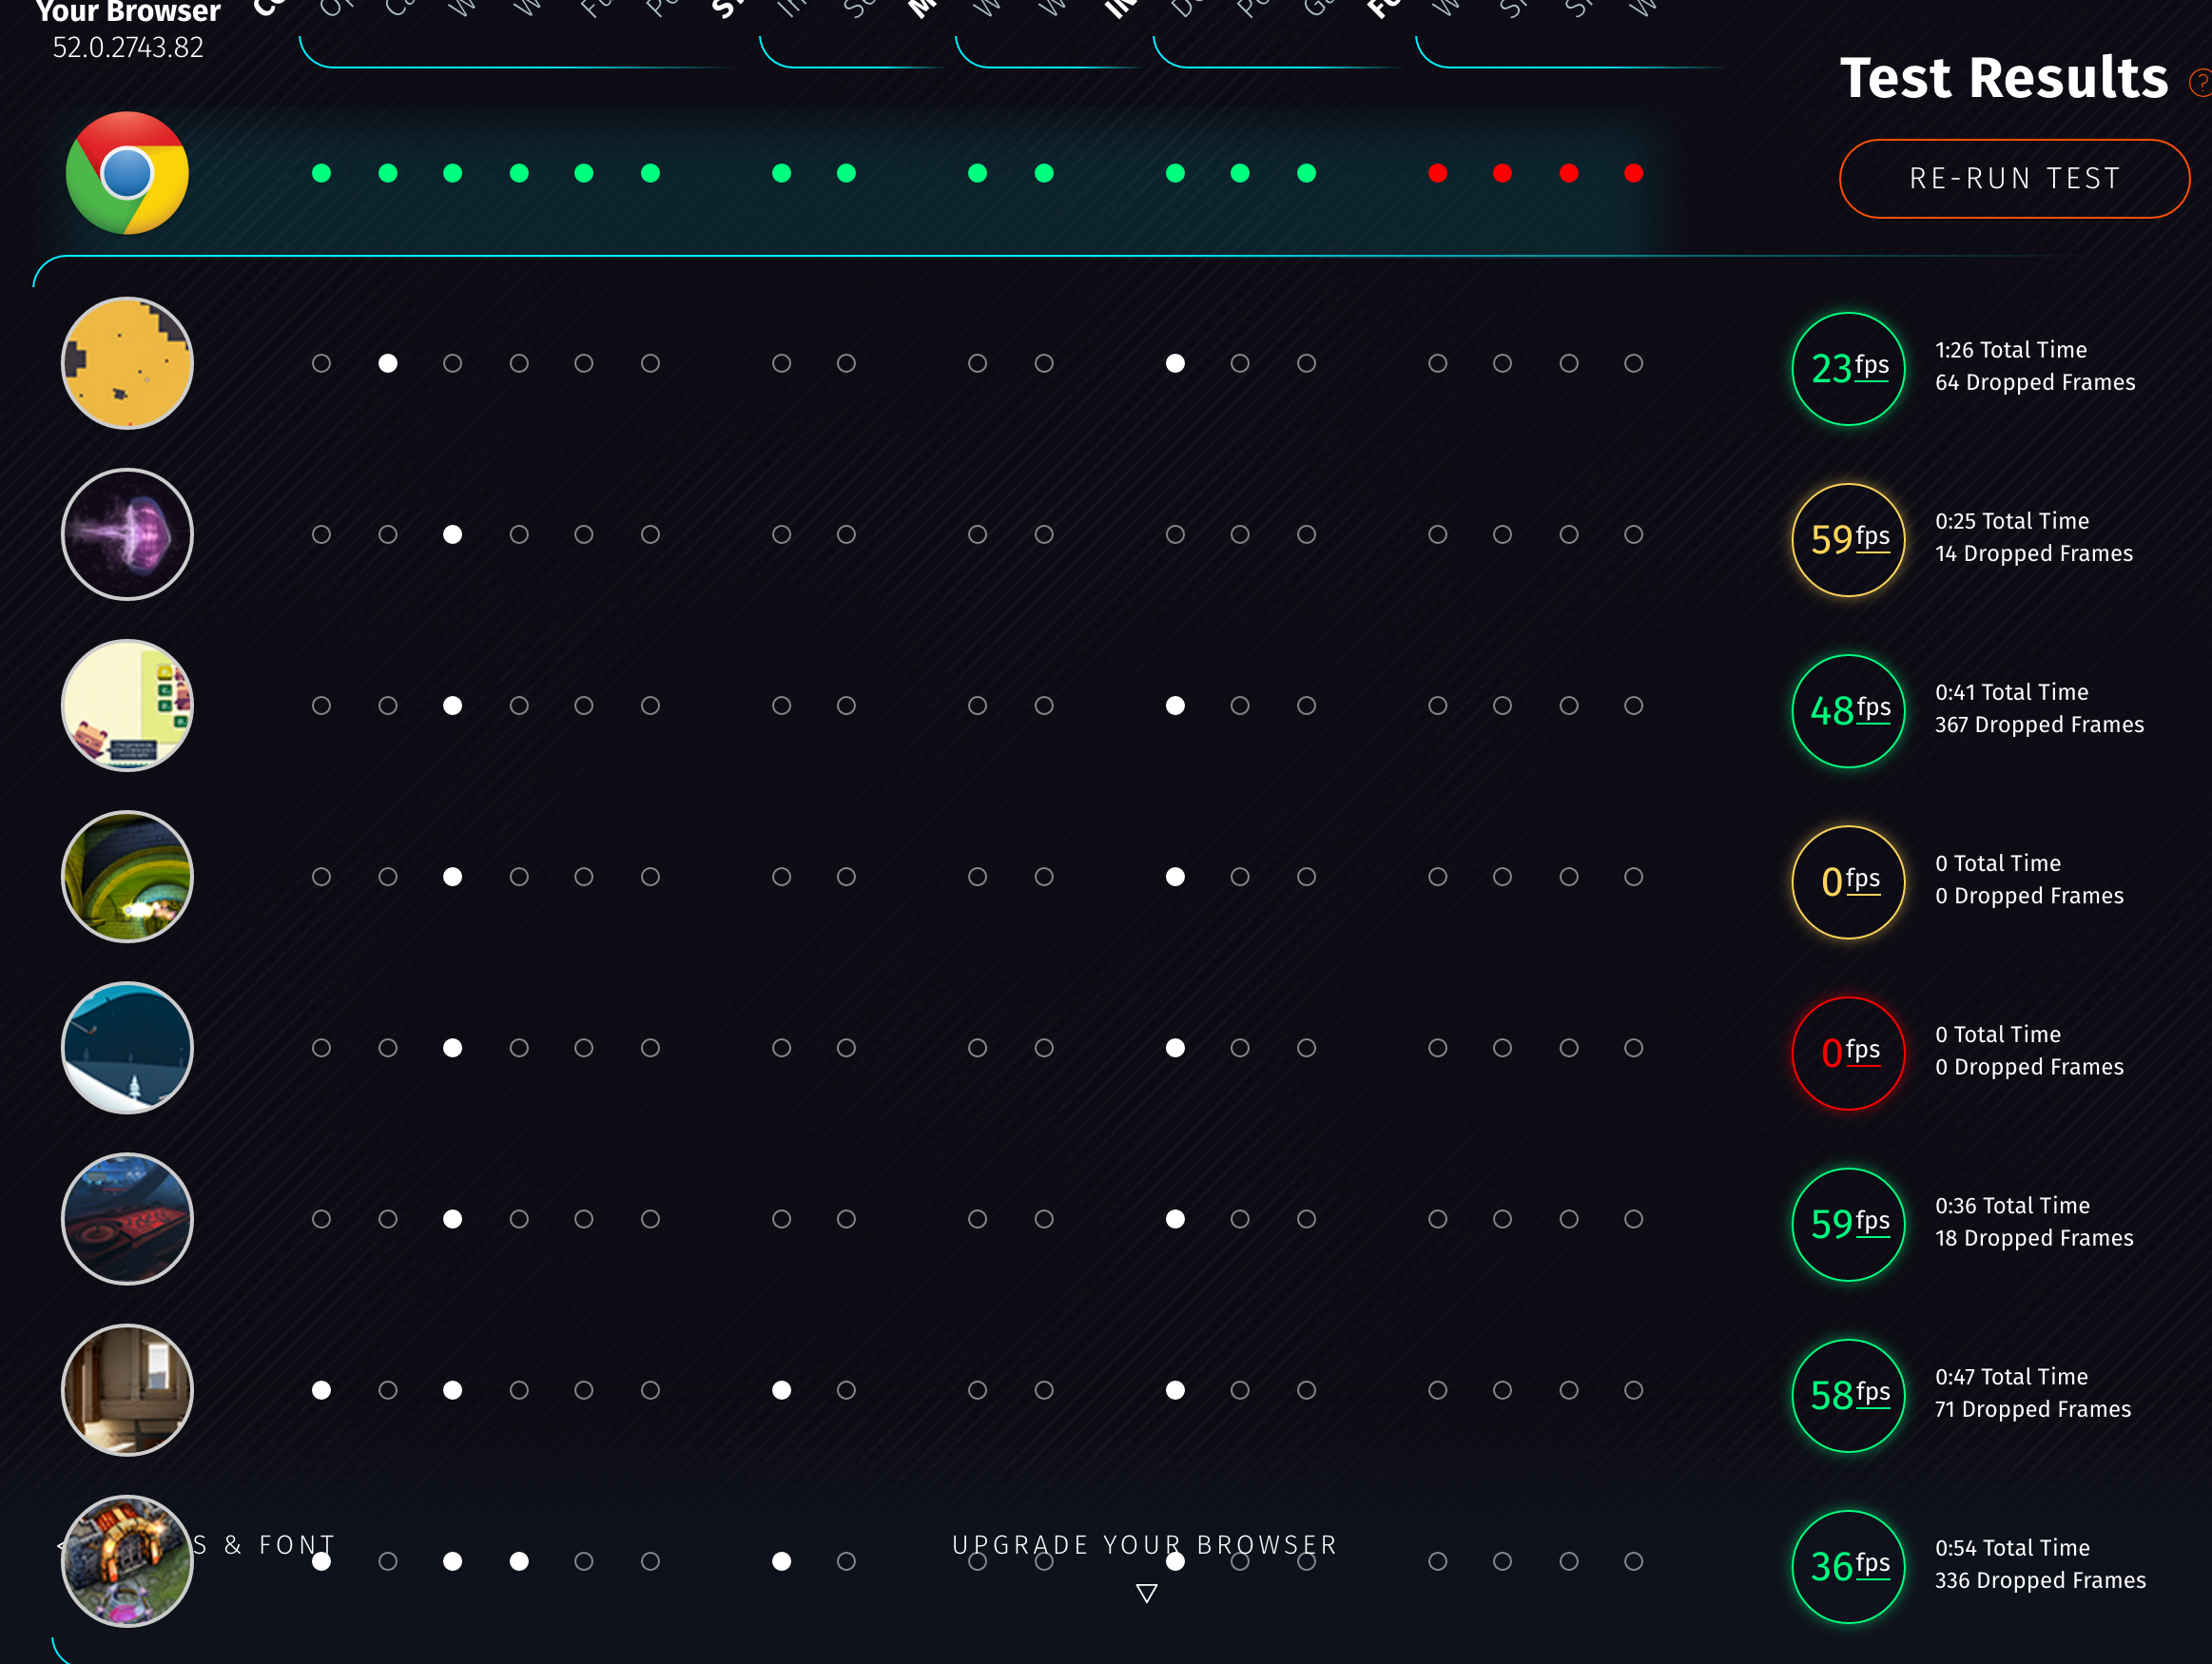 Your Browser
52.0.2743.82
Test Results
?
RE-RUN TEST
23 fps
1:26 Total Time
64 Dropped Frames
59 fps
0:25 Total Time
14 Dropped Frames
48 fps
0:41 Total Time
367 Dropped Frames
0 fps
0 Total Time
0 Dropped Frames
0 fps
0 Total Time
0 Dropped Frames
59 fps
0:36 Total Time
18 Dropped Frames
58 fps
0:47 Total Time
71 Dropped Frames
S & FONT
UPGRADE YOUR BROWSER
36 fps
0:54 Total Time
336 Dropped Frames